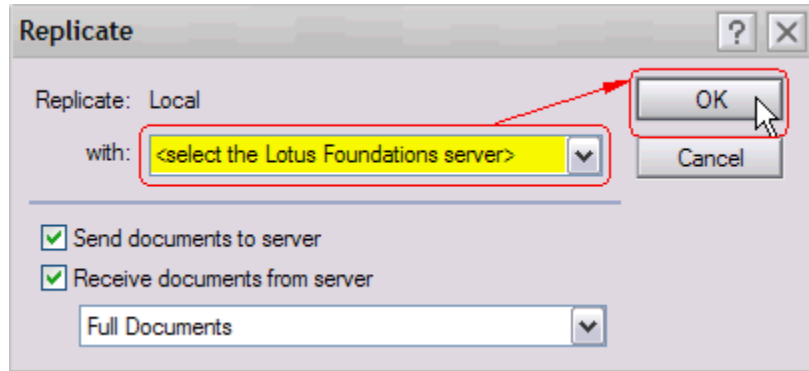 Replicate
?
Replicate: Local
OK
with: <select the Lotus Foundations server>
Cancel
Send documents to server
Receive documents from server
Full Documents